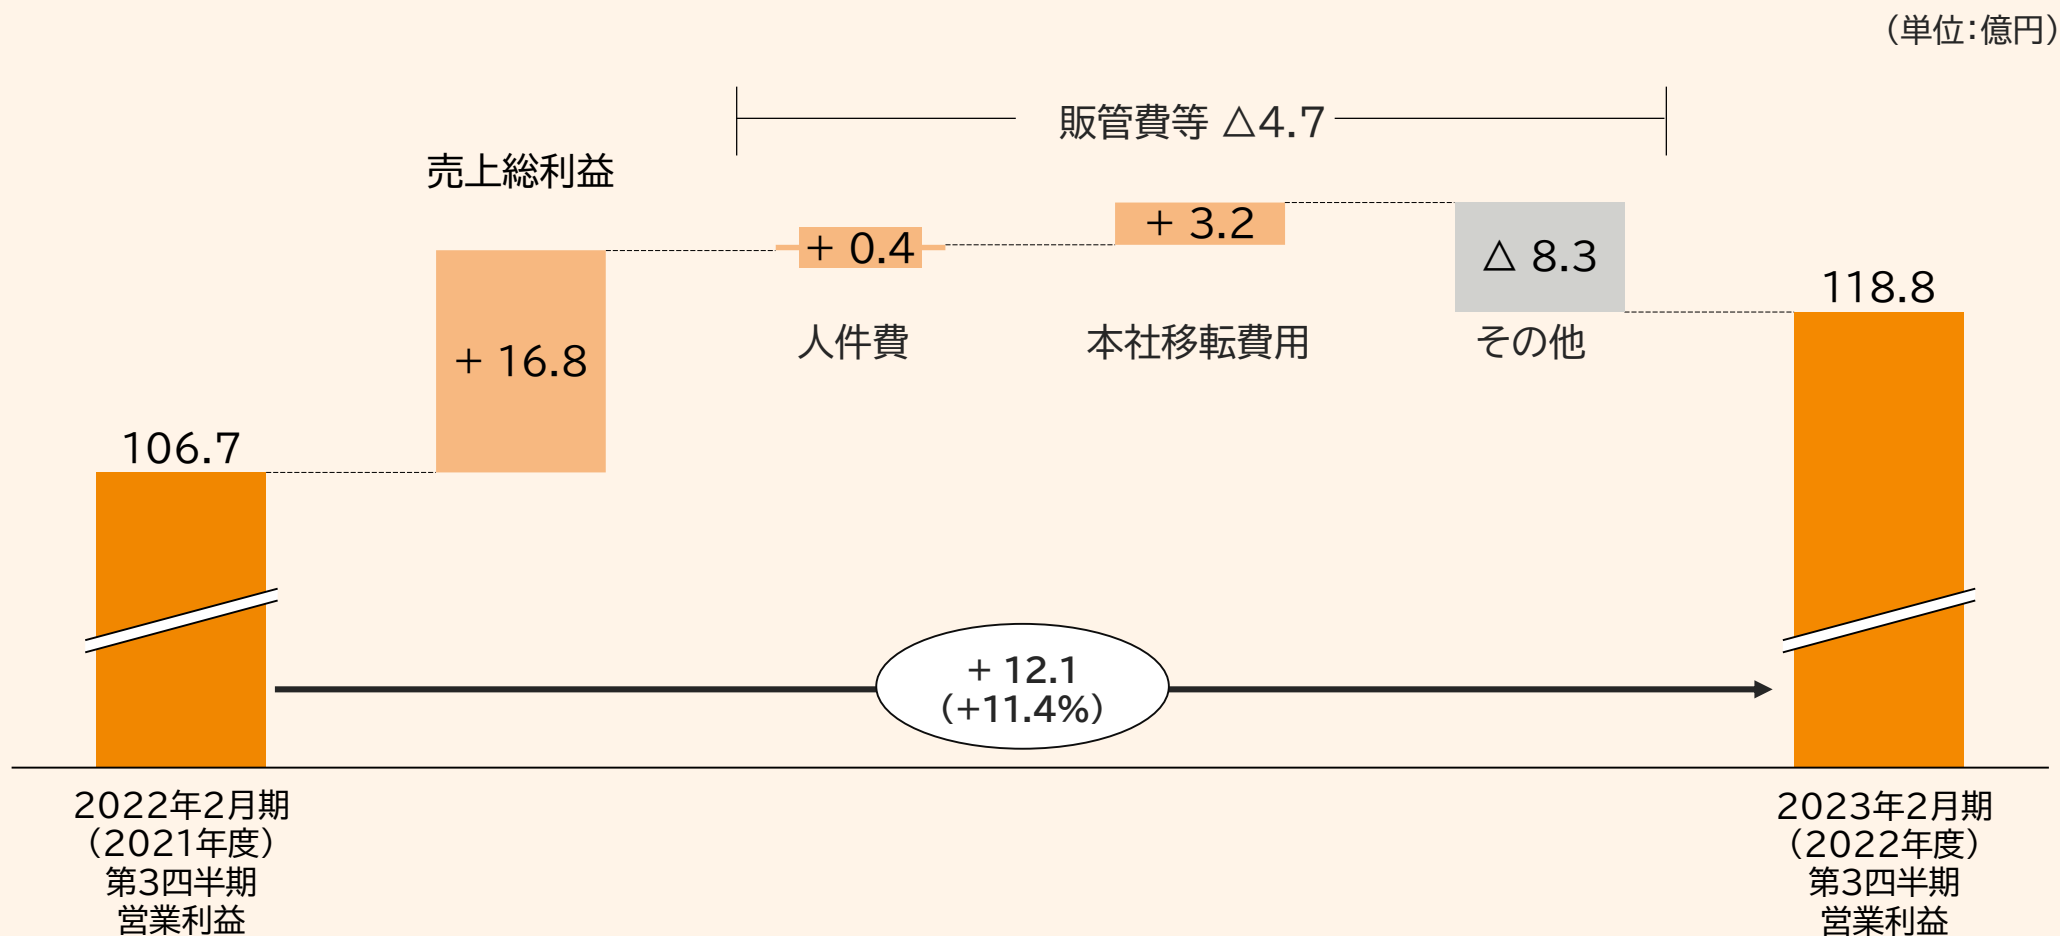 （単位：億円）
販管費等 △4.7
売上総利益
+ 3.2
+ 0.4
△ 8.3
118.8
人件費
本社移転費用
その他
+ 16.8
106.7
+ 12.1
(+11.4%)
2022年2月期
（2021年度）
第3四半期
営業利益
2023年2月期
（2022年度）
第3四半期
営業利益